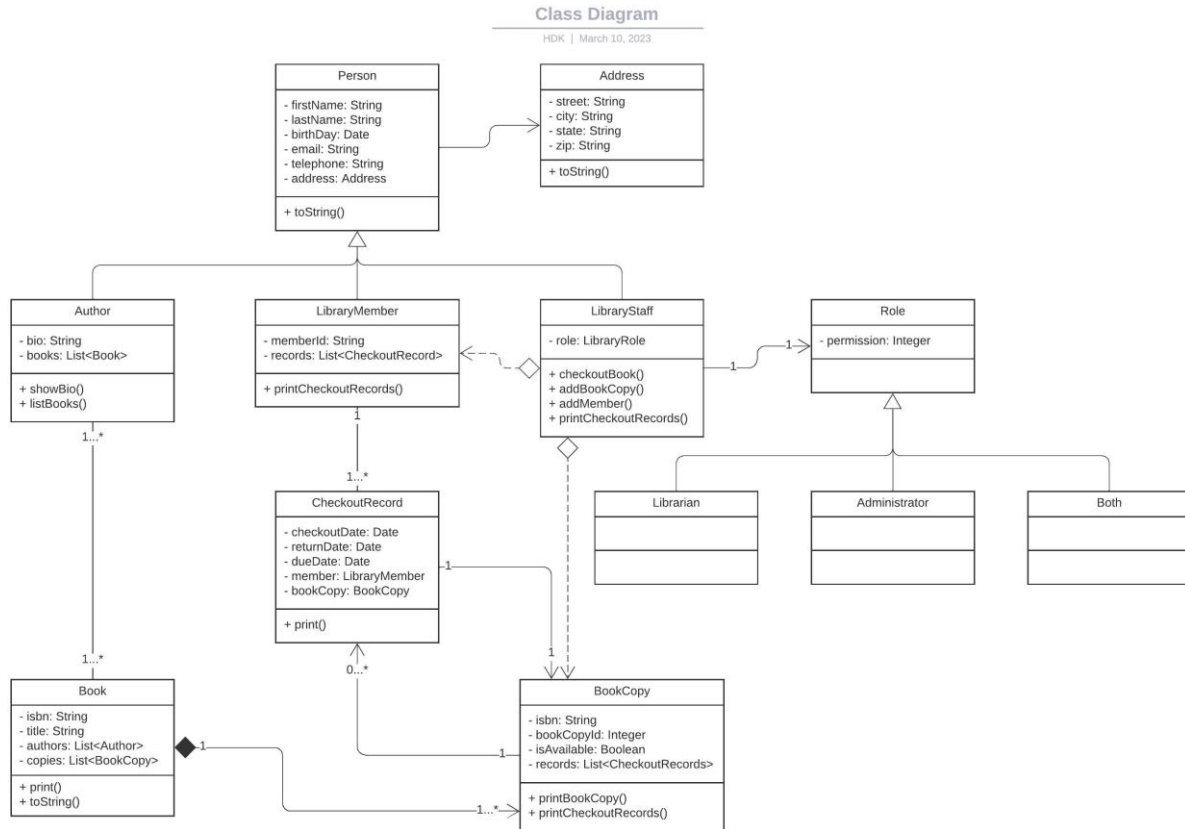 Class Diagram
HDK | March 10, 2023
Person
- firstName: String
- lastName: String
- birthDay: Date
- email: String
- telephone: String
- address: Address
+ toString()
Address
- street: String
- city: String
- state: String
- zip: String
+ toString()
Author
- bio: String
- books: List<Book>
+ showBio()
+ listBooks()
1...*
LibraryMember
- memberId: String
- records: List<CheckoutRecord>
+ printCheckoutRecords()
1
LibraryStaff
- role: LibraryRole
+ checkoutBook()
+ addBookCopy()
+ addMember()
+ printCheckoutRecords()
1
1
Role
- permission: Integer
Librarian
Administrator
Both
1...*
CheckoutRecord
- checkoutDate: Date
- returnDate: Date
- dueDate: Date
- member: LibraryMember
- bookCopy: BookCopy
+ print()
1
1
0...*
1
1...*
Book
- isbn: String
- title: String
- authors: List<Author>
- copies: List<BookCopy>
+ print()
+ toString()
1
1...*
BookCopy
- isbn: String
- bookCopyId: Integer
- isAvailable: Boolean
- records: List<CheckoutRecords>
+ printBookCopy()
+ printCheckoutRecords()